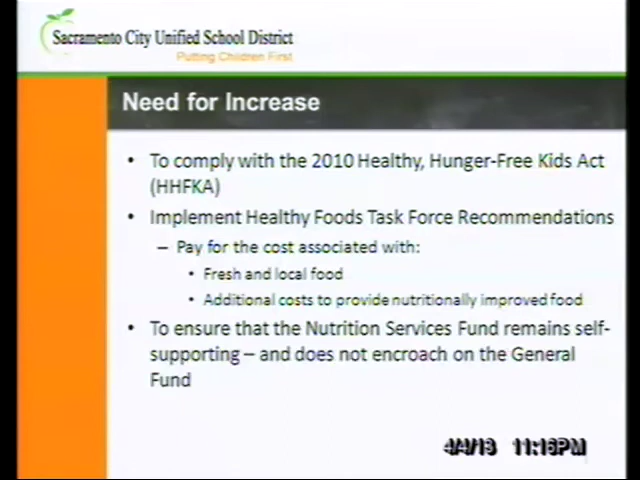 Sacramento City Unified School District
Putting Children First
Need for Increase
• To comply with the 2010 Healthy, Hunger-Free Kids Act
(HHFKA)
• Implement Healthy Foods Task Force Recommendations
– Pay for the cost associated with:
• Fresh and local food
• Additional costs to provide nutritionally improved food
• To ensure that the Nutrition Services Fund remains self-
supporting – and does not encroach on the General
Fund
4/4/13 11:16PM